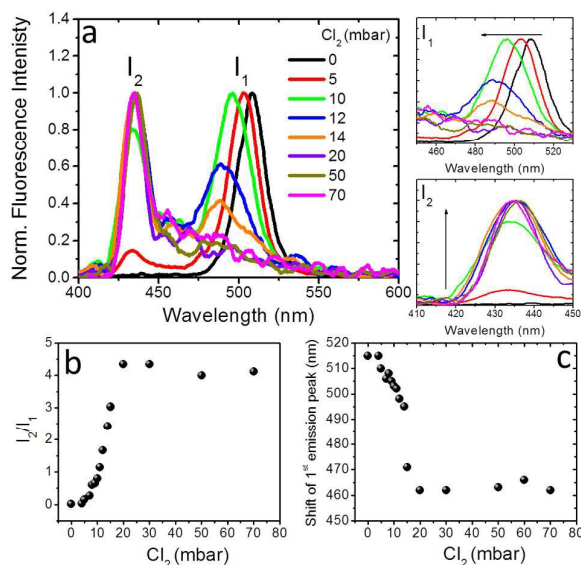 a
I2
I1
Cl2 (mbar)
0
5
10
12
14
20
50
70
Norm. Fluorescence Intenisty
1.0
0.8
0.6
0.4
0.2
0.0
400 450 500 550 600
Wavelength (nm)
I1
460 480 500 520
Wavelength (nm)
I2
410 420 430 440 450
Wavelength (nm)
b
I2/I1
5
4
3
2
1
0
0 10 20 30 40 50 60 70 80
Cl2 (mbar)
c
Shift of 1st emission peak (nm)
520
510
500
490
480
470
460
450
0 10 20 30 40 50 60 70 80
Cl2 (mbar)